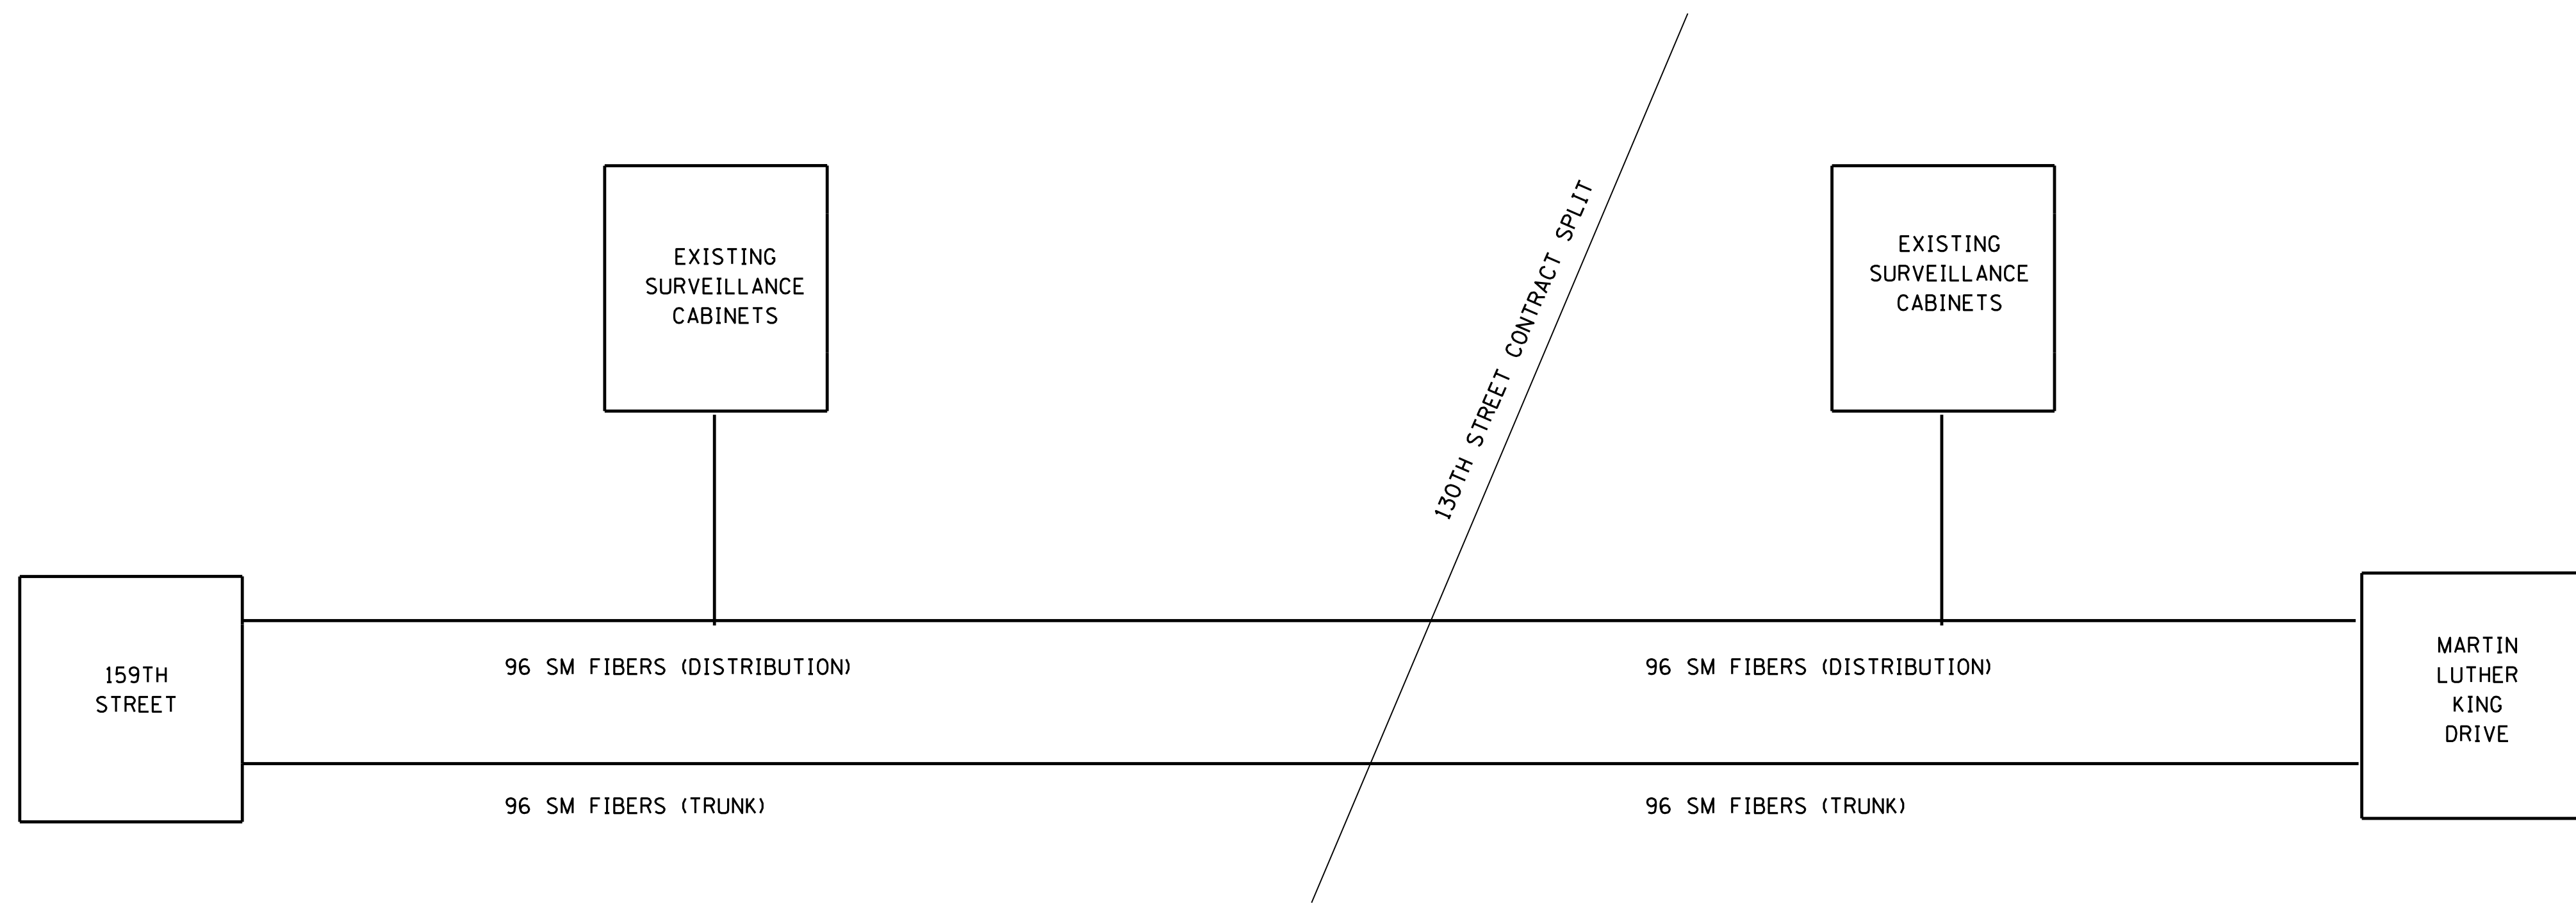 EXISTING
SURVEILLANCE
CABINETS
130TH STREET CONTRACT SPLIT
EXISTING
SURVEILLANCE
CABINETS
159TH
STREET
96 SM FIBERS (DISTRIBUTION)
96 SM FIBERS (TRUNK)
96 SM FIBERS (DISTRIBUTION)
96 SM FIBERS (TRUNK)
MARTIN
LUTHER
KING
DRIVE